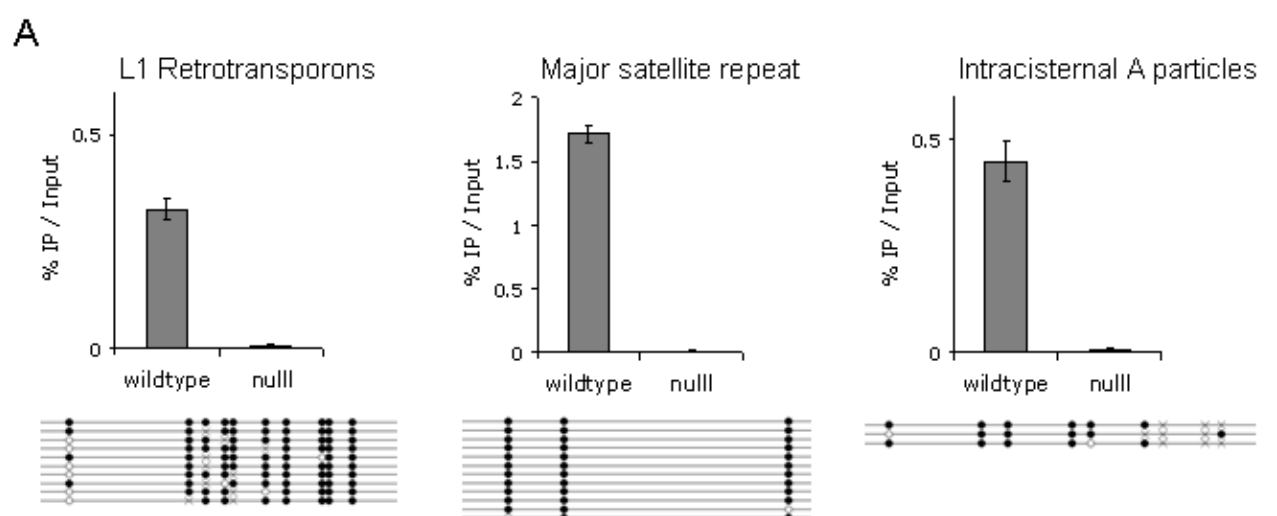 A
L1 Retrotransporons
Major satellite repeat
Intracisternal A particles
% IP / Input
0.5
0
wildtype nulll
% IP / Input
2
1.5
1
0.5
0
wildtype nulll
% IP / Input
0.5
0
wildtype nulll